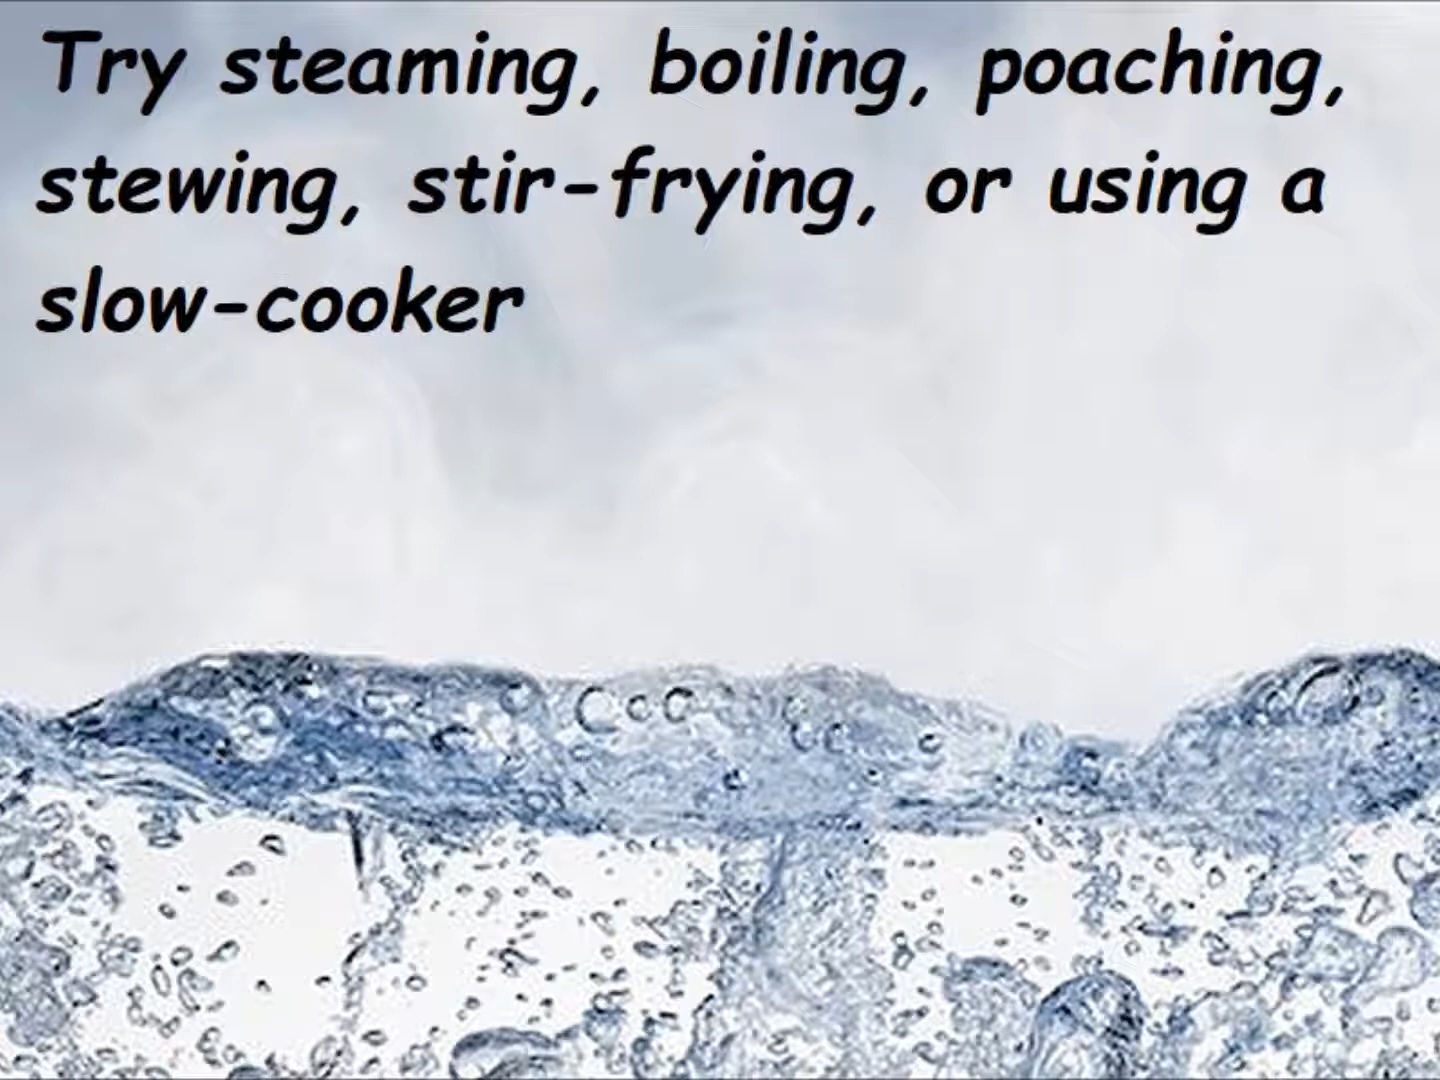 Try steaming, boiling, poaching,
stewing, stir-frying, or using a
slow-cooker